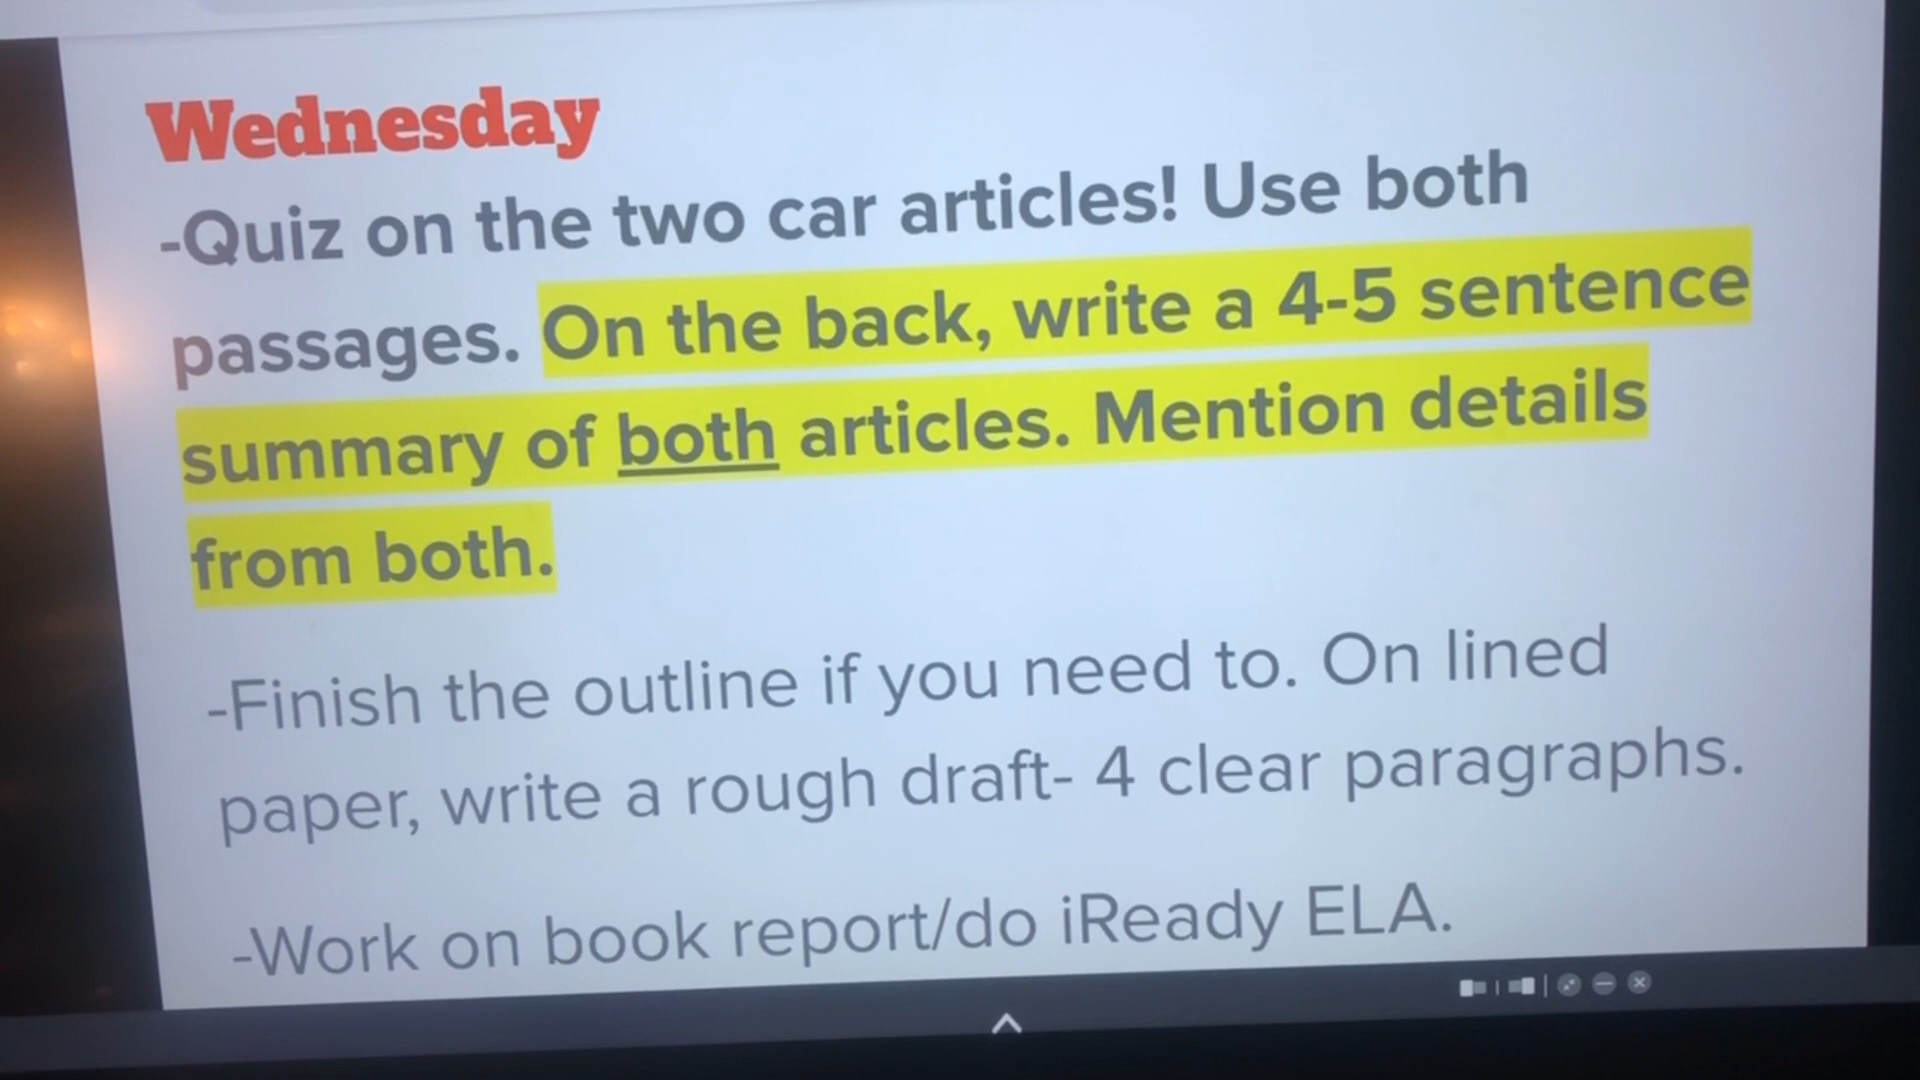 Wednesday
-Quiz on the two car articles! Use both
passages. On the back, write a 4-5 sentence
summary of both articles. Mention details
from both.
-Finish the outline if you need to. On lined
paper, write a rough draft- 4 clear paragraphs.
-Work on book report/do iReady ELA.